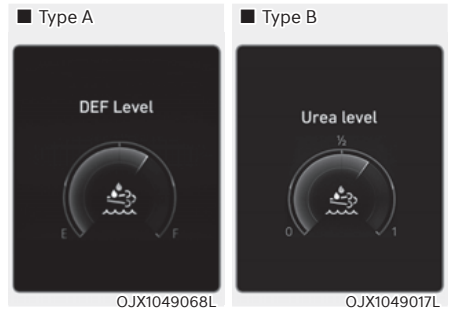 ■ Type A
DEF Level
E
F
OJX1049068L
■ Type B
Urea level
½
0
1
OJX1049017L